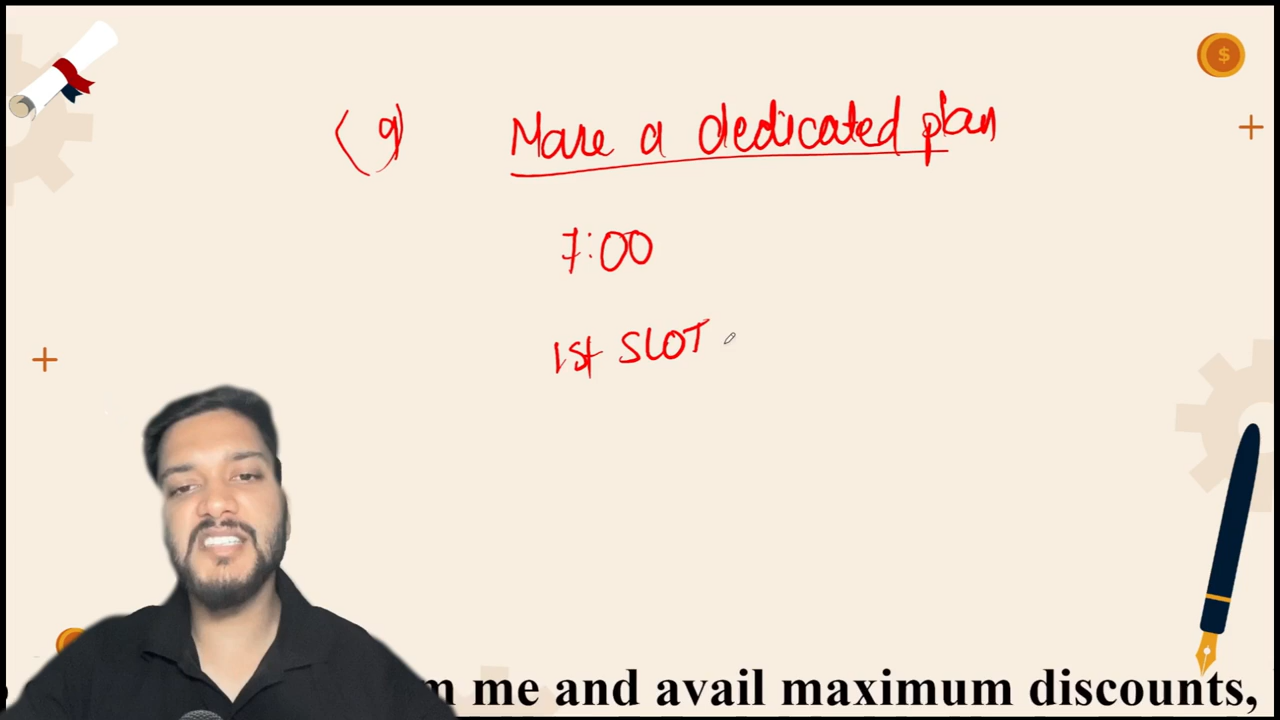 (9) Make a dedicated plan
7:00
1st SLOT
me and avail maximum discounts,